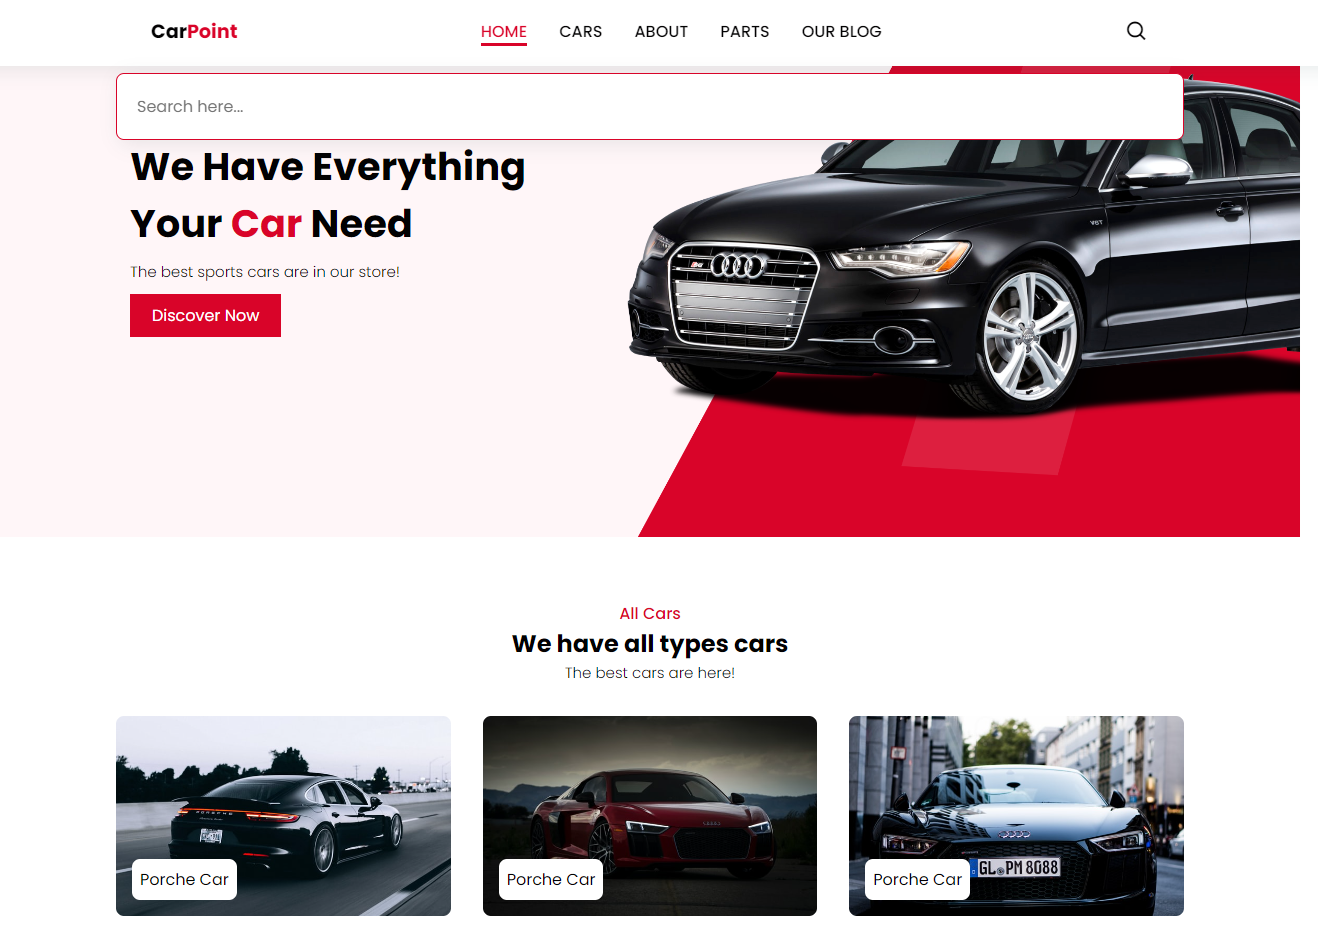 CarPoint
HOME CARS ABOUT PARTS OUR BLOG
Search here...
We Have Everything
Your Car Need
The best sports cars are in our store!
Discover Now
V6T
All Cars
We have all types cars
The best cars are here!
PORSCHE
Porche Car
Porche Car
GL PM 8088
Porche Car